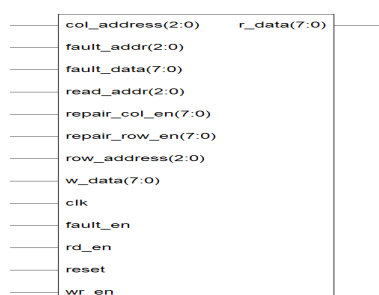 col_address(2:0) r_data(7:0)
fault_addr(2:0)
fault_data(7:0)
read_addr(2:0)
repair_col_en(7:0)
repair_row_en(7:0)
row_address(2:0)
w_data(7:0)
clk
fault_en
rd_en
reset
wr_en